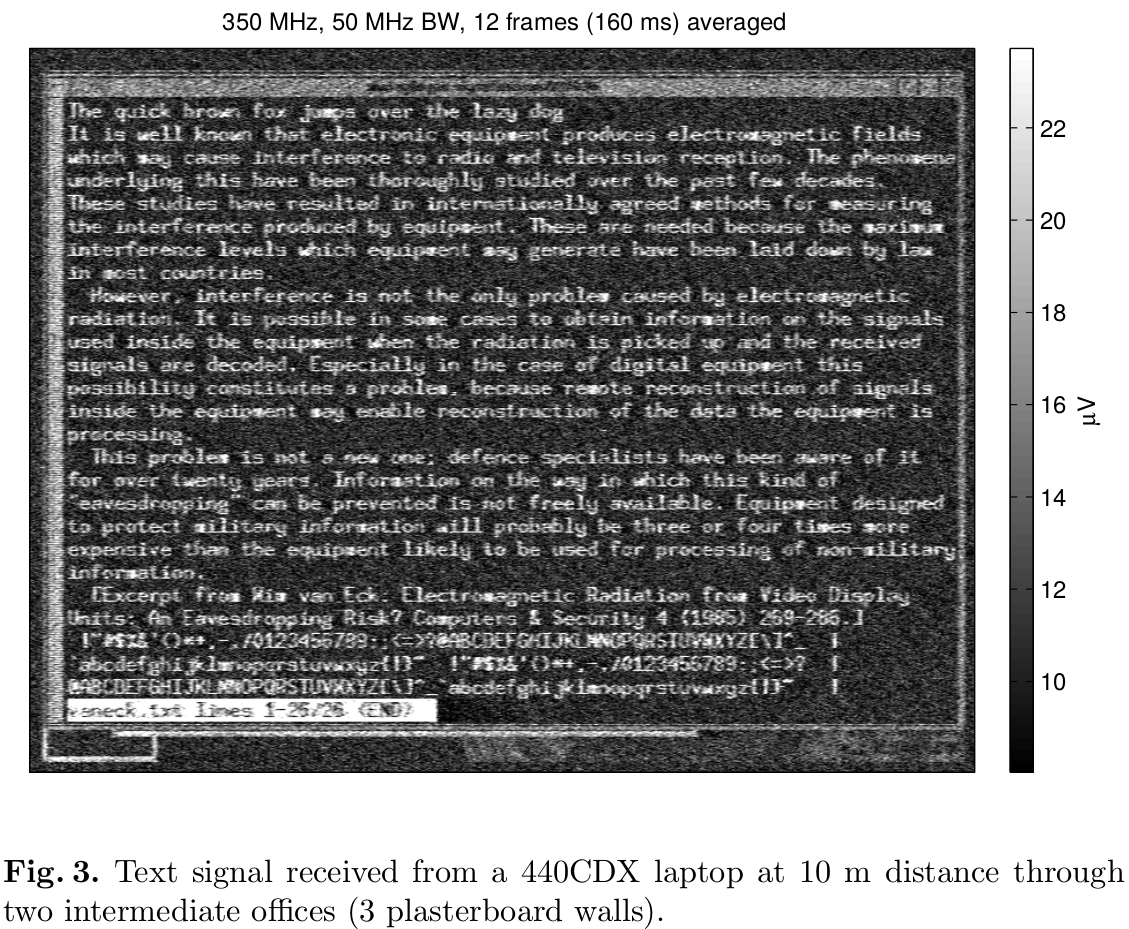 350 MHz, 50 MHz BW, 12 frames (160 ms) averaged
The quick brown fox jumps over the lazy dog
It is well known that electronic equipment produces electromagnetic fields
which may cause interference to radio and television reception. The phenomena
underlying this have been thoroughly studied over the past few decades.
These studies have resulted in internationally agreed methods for measuring
the interference produced by equipment. These are needed because the maximum
interference levels which equipment may generate have been laid down by law
in most countries.
However, interference is not the only problem caused by electromagnetic
radiation. It is possible in some cases to obtain information on the signals
used inside the equipment when the radiation is picked up and the received
signals are decoded. Especially in the case of digital equipment this
possibility constitutes a problem, because remote reconstruction of signals
inside the equipment may enable reconstruction of the data the equipment is
processing.
This problem is not a new one; defence specialists have been aware of it
for over twenty years. Information on the way in which this kind of
"eavesdropping" can be prevented is not freely available. Equipment designed
to protect military information will probably be three or four times more
expensive than the equipment likely to be used for processing of non-military
information.
[Excerpt from Wim van Eck: Electromagnetic Radiation from Video Display
Units: An Eavesdropping Risk? Computers & Security 4 (1985) 269-286.]
!"#$%&'()*+,-./0123456789:;<=>?@ABCDEFGHIJKLMNOPQRSTUVWXYZ[\]^_ |
`abcdefghijklmnopqrstuvwxyz{|}~ !"#$%&'()*+,-./0123456789:;<=>? |
@ABCDEFGHIJKLMNOPQRSTUVWXYZ[\]^_`abcdefghijklmnopqrstuvwxyz{|}~ |
vaneck.txt lines 1-26/26 (END)
22
20
18
16
14
12
10
µV
Fig. 3. Text signal received from a 440CDX laptop at 10 m distance through
two intermediate offices (3 plasterboard walls).